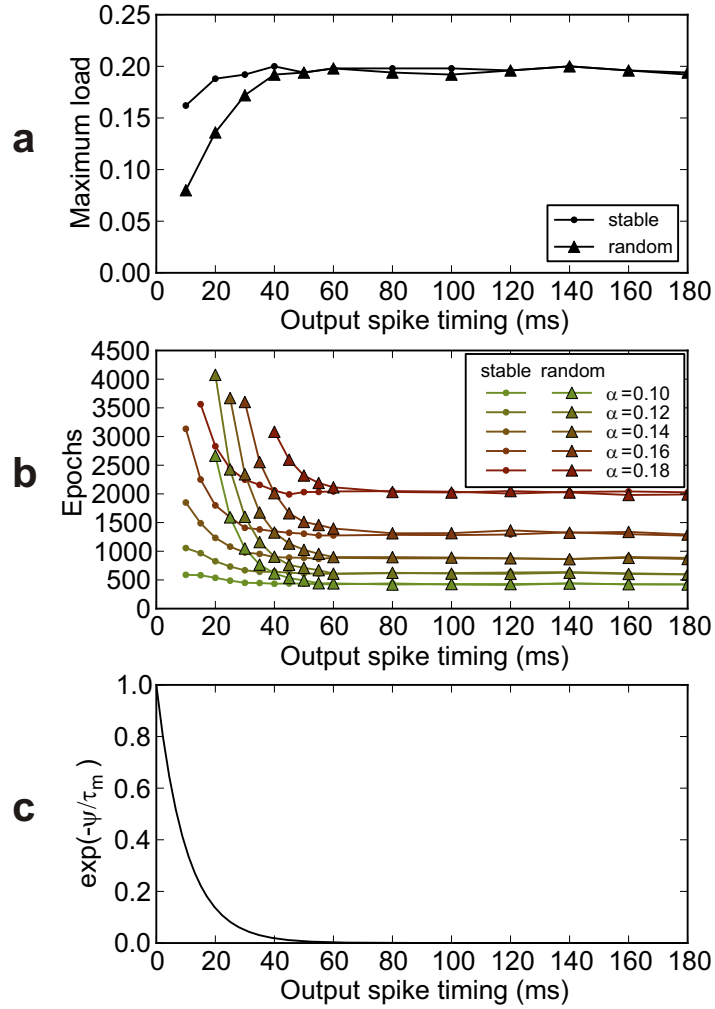 a
Maximum load
0.25
0.20
0.15
0.10
0.05
0.00
stable
random
0 20 40 60 80 100 120 140 160 180
Output spike timing (ms)
b
Epochs
4500
4000
3500
3000
2500
2000
1500
1000
500
0
stable random
α=0.10
α=0.12
α=0.14
α=0.16
α=0.18
0 20 40 60 80 100 120 140 160 180
Output spike timing (ms)
c
exp(-ψ/τm)
1.0
0.8
0.6
0.4
0.2
0.0
0 20 40 60 80 100 120 140 160 180
Output spike timing (ms)